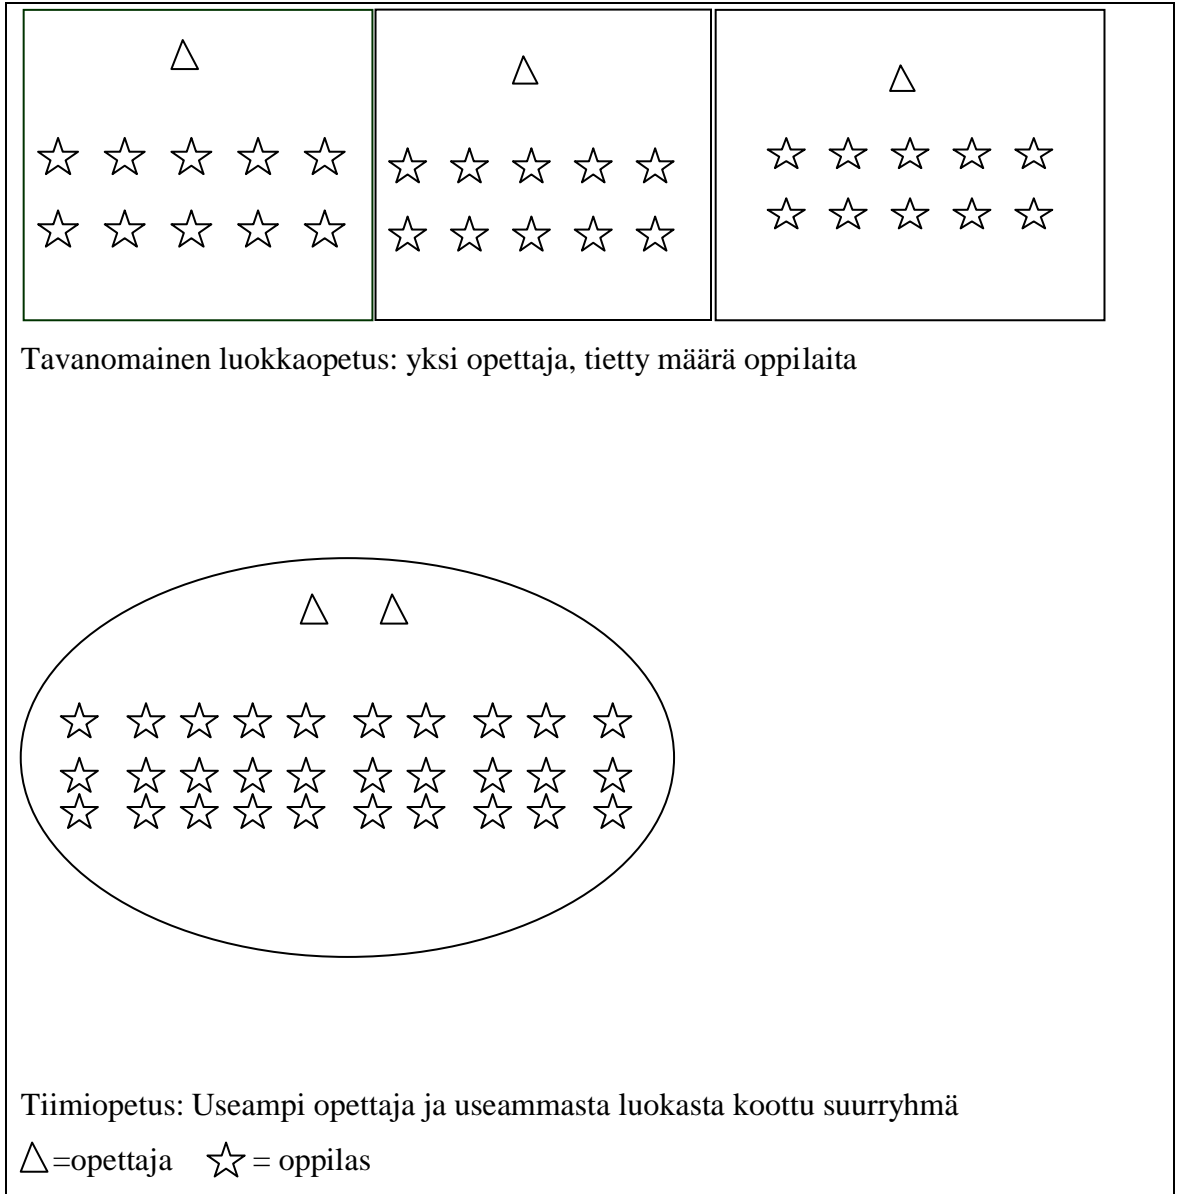 Tavanomainen luokkaopetus: yksi opettaja, tietty määrä oppilaita
Tiimiopetus: Useampi opettaja ja useammasta luokasta koottu suurryhmä
=opettaja = oppilas